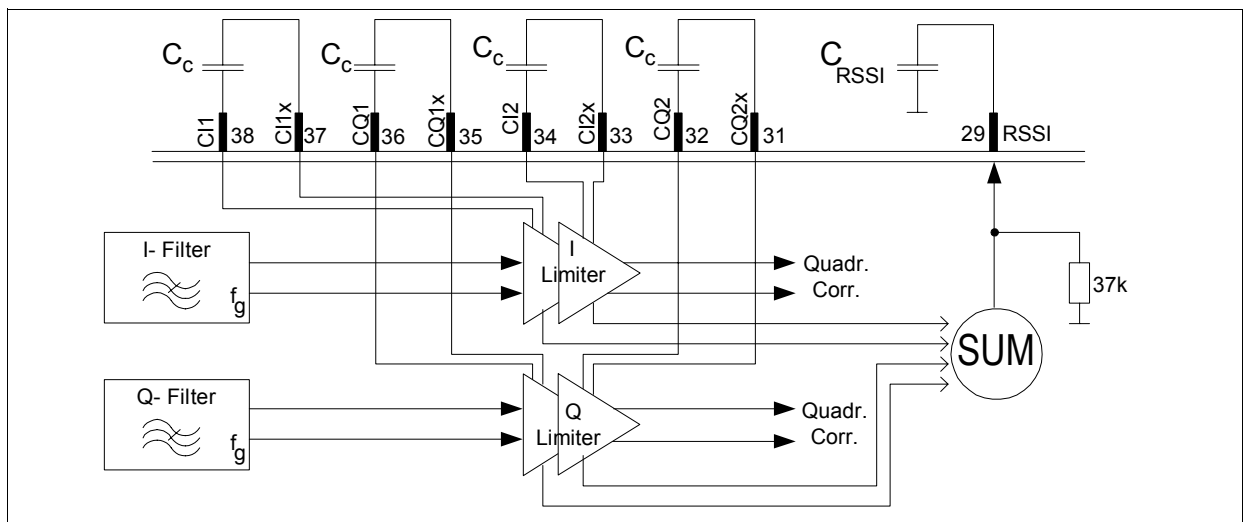 Cc Cc Cc Cc CRSSI
CI1 38 CI1x 37 CQ1 36 CQ1x 35 CI2 34 CI2x 33 CQ2 32 CQ2x 31 29 RSSI
I- Filter
fg
I
Limiter
Quadr.
Corr.
37k
SUM
Q- Filter
fg
Q
Limiter
Quadr.
Corr.